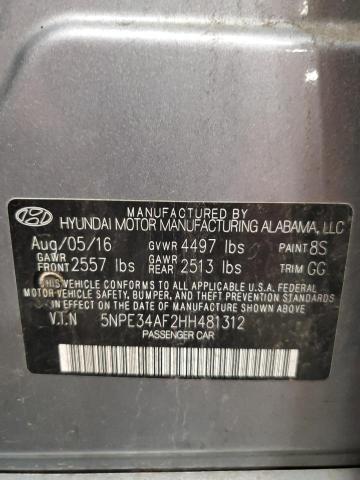 MANUFACTURED BY
HYUNDAI MOTOR MANUFACTURING ALABAMA, LLC
Aug/05/16 GVWR 4497 lbs PAINT 8S
GAWR FRONT 2557 lbs GAWR REAR 2513 lbs TRIM GG
THIS VEHICLE CONFORMS TO ALL APPLICABLE U.S.A. FEDERAL
MOTOR VEHICLE SAFETY, BUMPER, AND THEFT PREVENTION
STANDARDS IN EFFECT ON THE DATE OF MANUFACTURE SHOWN ABOVE.
V.I.N 5NPE34AF2HH481312
PASSENGER CAR